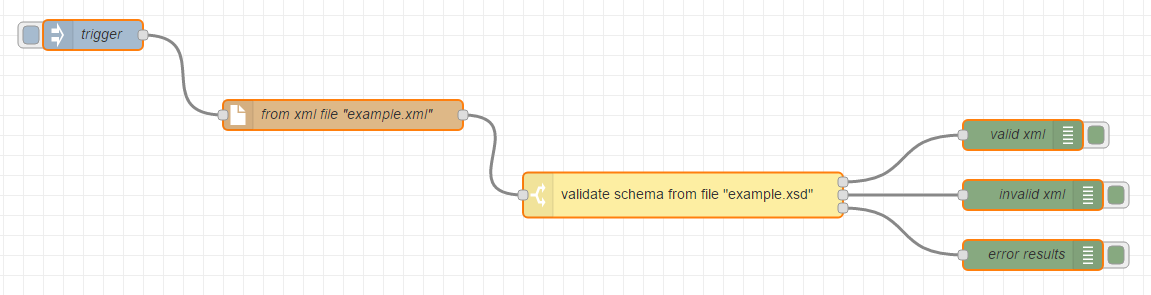 trigger
from xml file "example.xml"
valid xml
validate schema from file "example.xsd"
invalid xml
error results